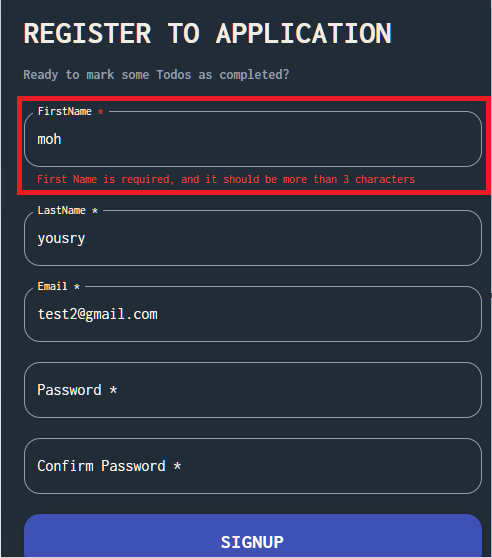 REGISTER TO APPLICATION
Ready to mark some Todos as completed?
FirstName *
moh
First Name is required, and it should be more than 3 characters
LastName *
yousry
Email *
test2@gmail.com
Password *
Confirm Password *
SIGNUP